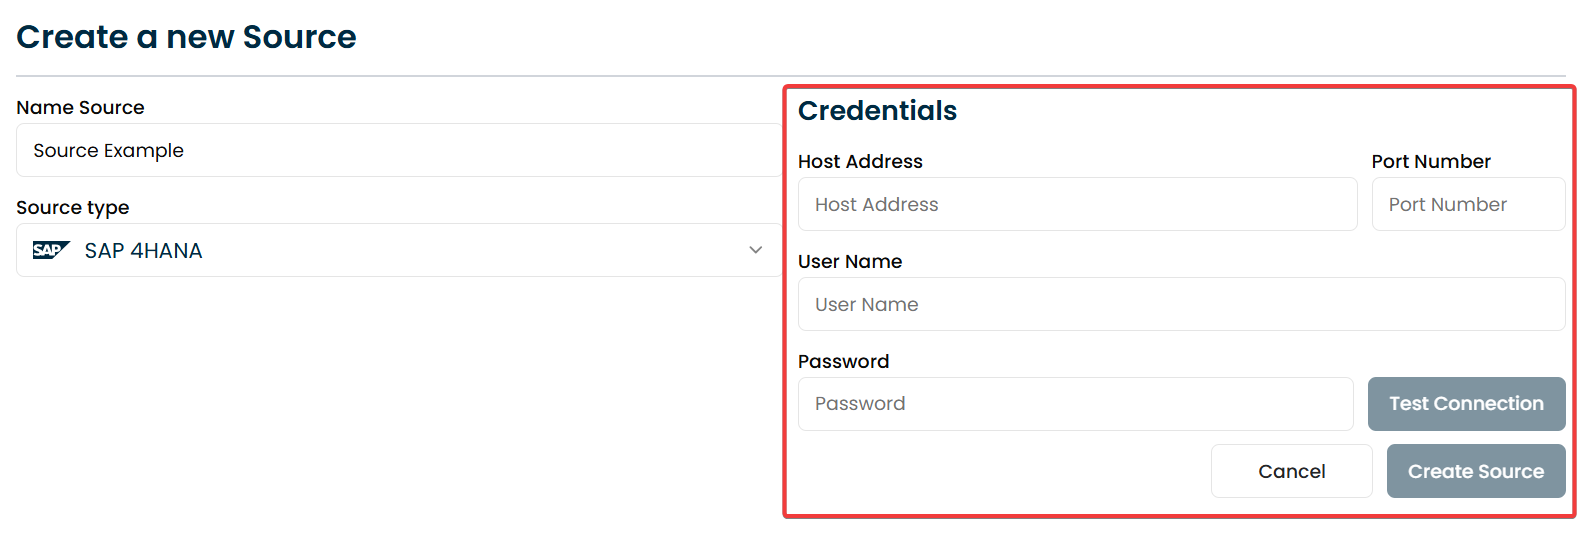 Create a new Source
Name Source
Source Example
Source type
SAP SAP 4HANA
Credentials
Host Address Port Number
Host Address Port Number
User Name
User Name
Password
Password Test Connection
Cancel Create Source